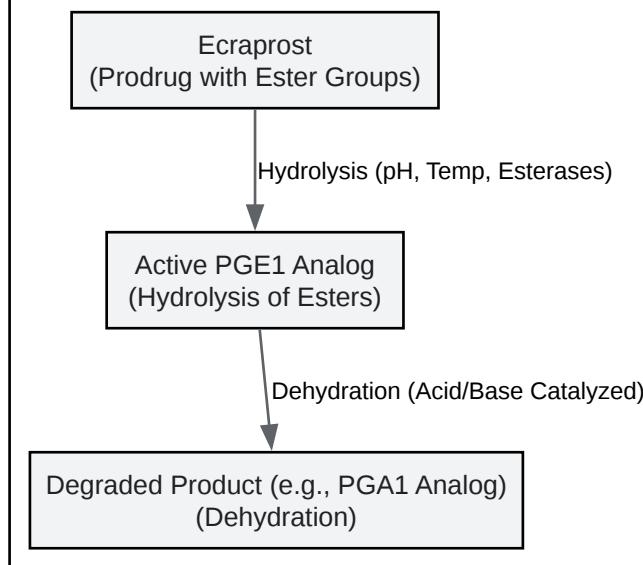 Ecraprost
(Prodrug with Ester Groups)
Hydrolysis (pH, Temp, Esterases)
Active PGE1 Analog
(Hydrolysis of Esters)
Dehydration (Acid/Base Catalyzed)
Degraded Product (e.g., PGA1 Analog)
(Dehydration)